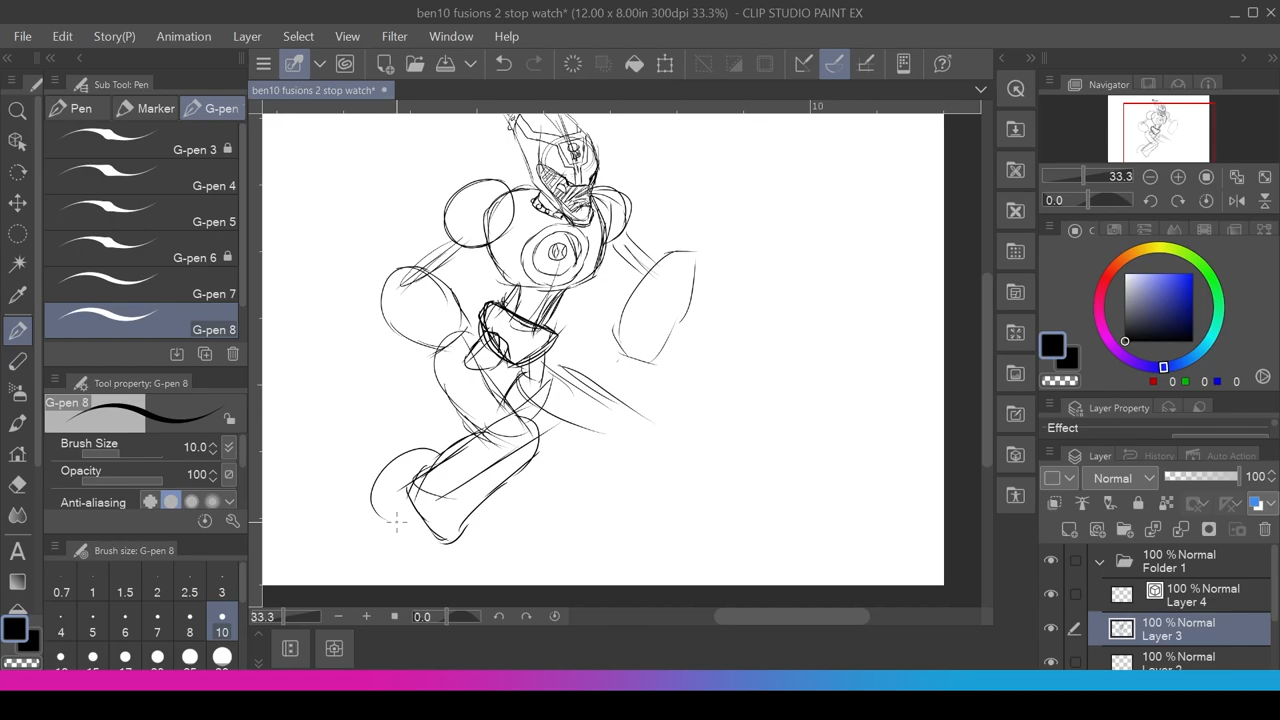 ben10 fusions 2 stop watch* (12.00 x 8.00in 300dpi 33.3%) - CLIP STUDIO PAINT EX
File Edit Story(P) Animation Layer Select View Filter Window Help
Sub Tool: Pen
ben10 fusions 2 stop watch*
Navigator
Pen Marker G-pen
10
G-pen 3
G-pen 4
G-pen 5
G-pen 6
G-pen 7
G-pen 8
33.3
0.0
C
0 0 0
Tool property: G-pen 8
G-pen 8
Layer Property
Effect
Brush Size 10.0
Opacity 100
Anti-aliasing
Layer History Auto Action
Normal 100
Brush size: G-pen 8
0.7 1 1.5 2 2.5 3
4 5 6 7 8 10
100 % Normal
Folder 1
100 % Normal
Layer 4
100 % Normal
Layer 3
100 % Normal
33.3 0.0
A